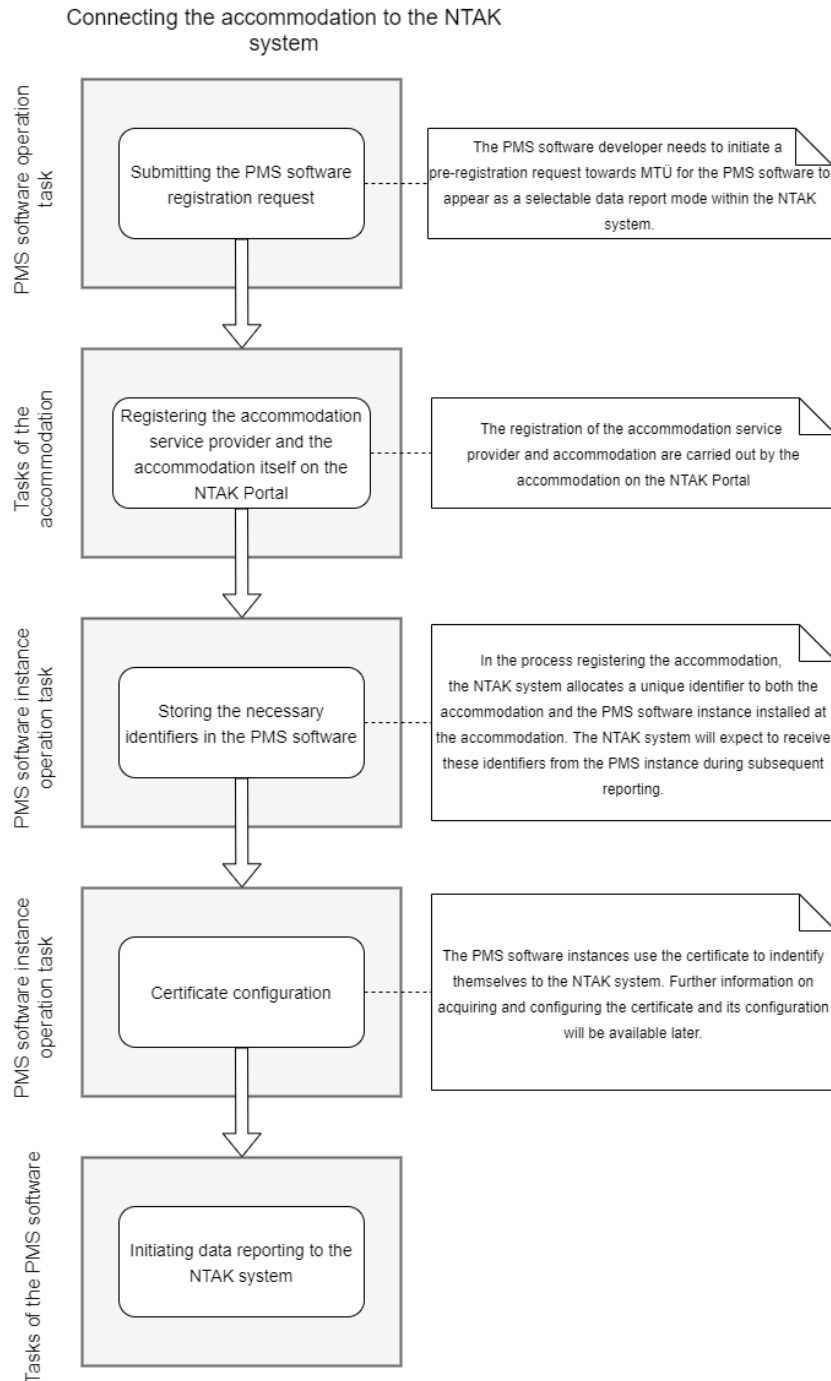 Connecting the accommodation to the NTAK
system
PMS software operation
task
Submitting the PMS software
registration request
The PMS software developer needs to initiate a
pre-registration request towards MTÜ for the PMS software to
appear as a selectable data report mode within the NTAK
system.
Tasks of the
accommodation
Registering the accommodation
service provider and the
accommodation itself on the
NTAK Portal
The registration of the accommodation service
provider and accommodation are carried out by the
accommodation on the NTAK Portal
PMS software instance
operation task
Storing the necessary
identifiers in the PMS software
In the process registering the accommodation,
the NTAK system allocates a unique identifier to both the
accommodation and the PMS software instance installed at
the accommodation. The NTAK system will expect to receive
these identifiers from the PMS instance during subsequent
reporting.
PMS software instance
operation task
Certificate configuration
The PMS software instances use the certificate to indentify
themselves to the NTAK system. Further information on
acquiring and configuring the certificate and its configuration
will be available later.
Tasks of the PMS software
Initiating data reporting to the
NTAK system